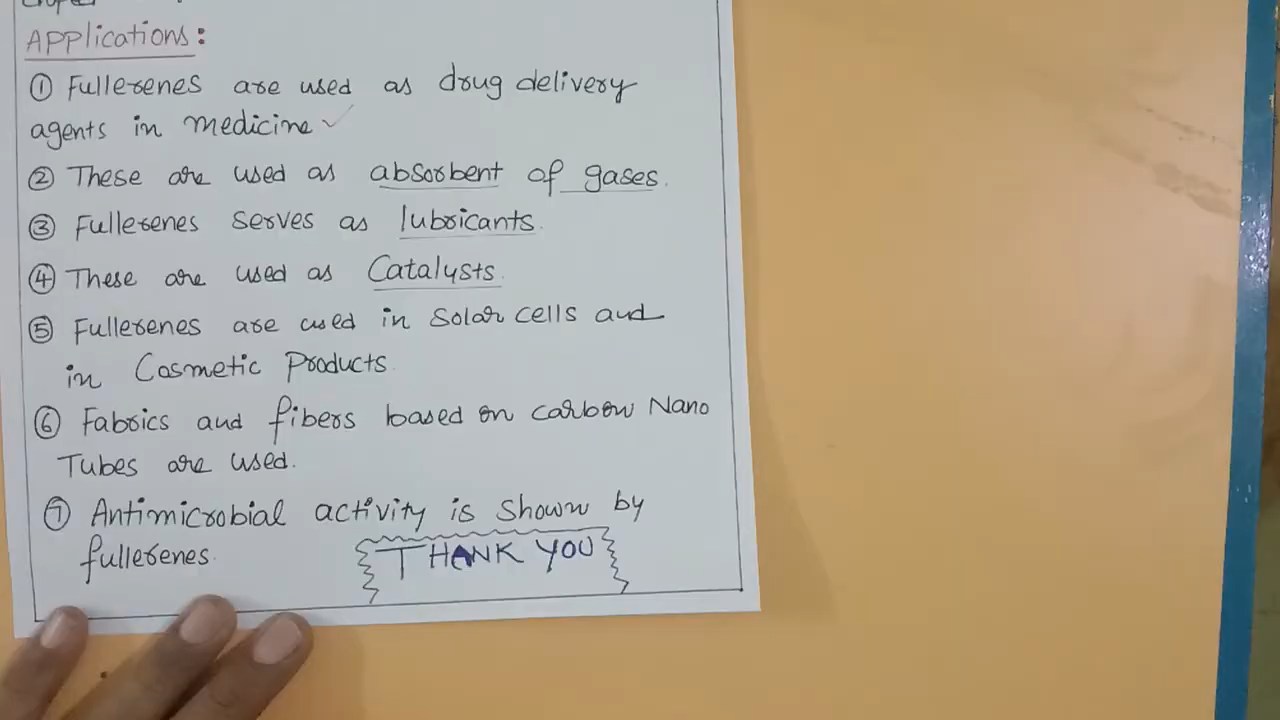 APPlications:
① Fullerenes are used as drug delivery
agents in medicine
② These are used as absorbent of gases.
③ Fullerenes serves as lubricants.
④ These are used as Catalysts.
⑤ Fullerenes are used in Solar cells and
in Cosmetic Products.
⑥ Fabrics and fibers based on carbon Nano
Tubes are used.
⑦ Antimicrobial activity is shown by
fullerenes.
THANK YOU